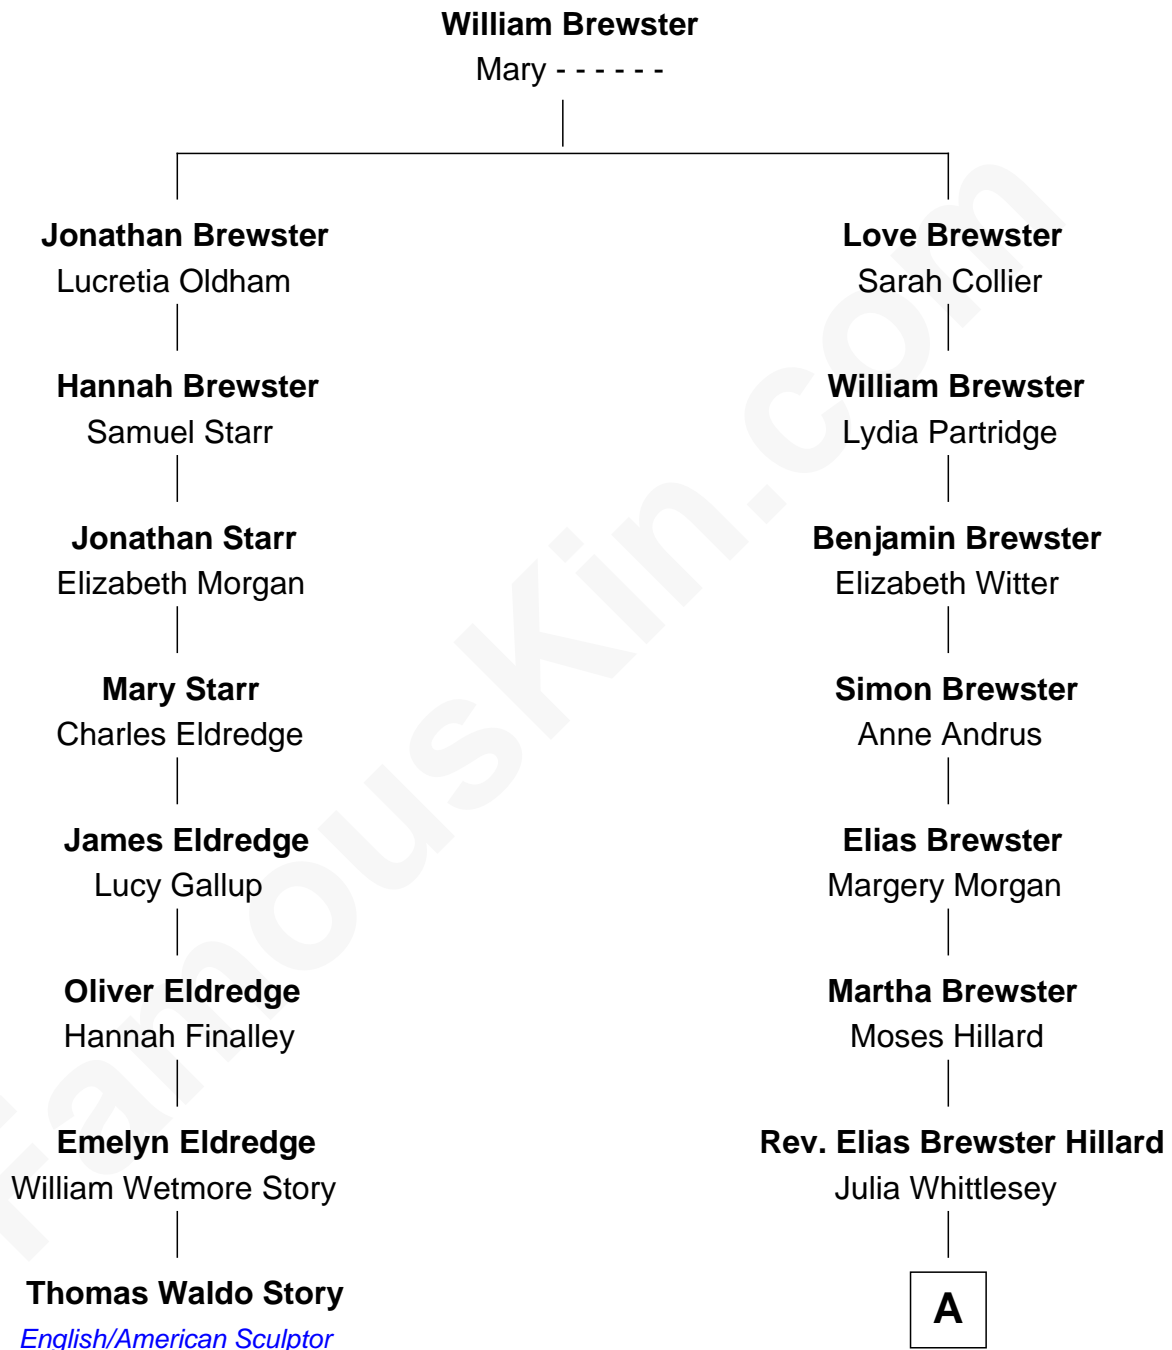 William Brewster
Mary - - - - - -
Jonathan Brewster
Lucretia Oldham
Love Brewster
Sarah Collier
Hannah Brewster
Samuel Starr
William Brewster
Lydia Partridge
Jonathan Starr
Elizabeth Morgan
Benjamin Brewster
Elizabeth Witter
Mary Starr
Charles Eldredge
Simon Brewster
Anne Andrus
James Eldredge
Lucy Gallup
Elias Brewster
Margery Morgan
Oliver Eldredge
Hannah Finalley
Martha Brewster
Moses Hillard
Emelyn Eldredge
William Wetmore Story
Rev. Elias Brewster Hillard
Julia Whittlesey
Thomas Waldo Story
English/American Sculptor
A
FamousKin.com